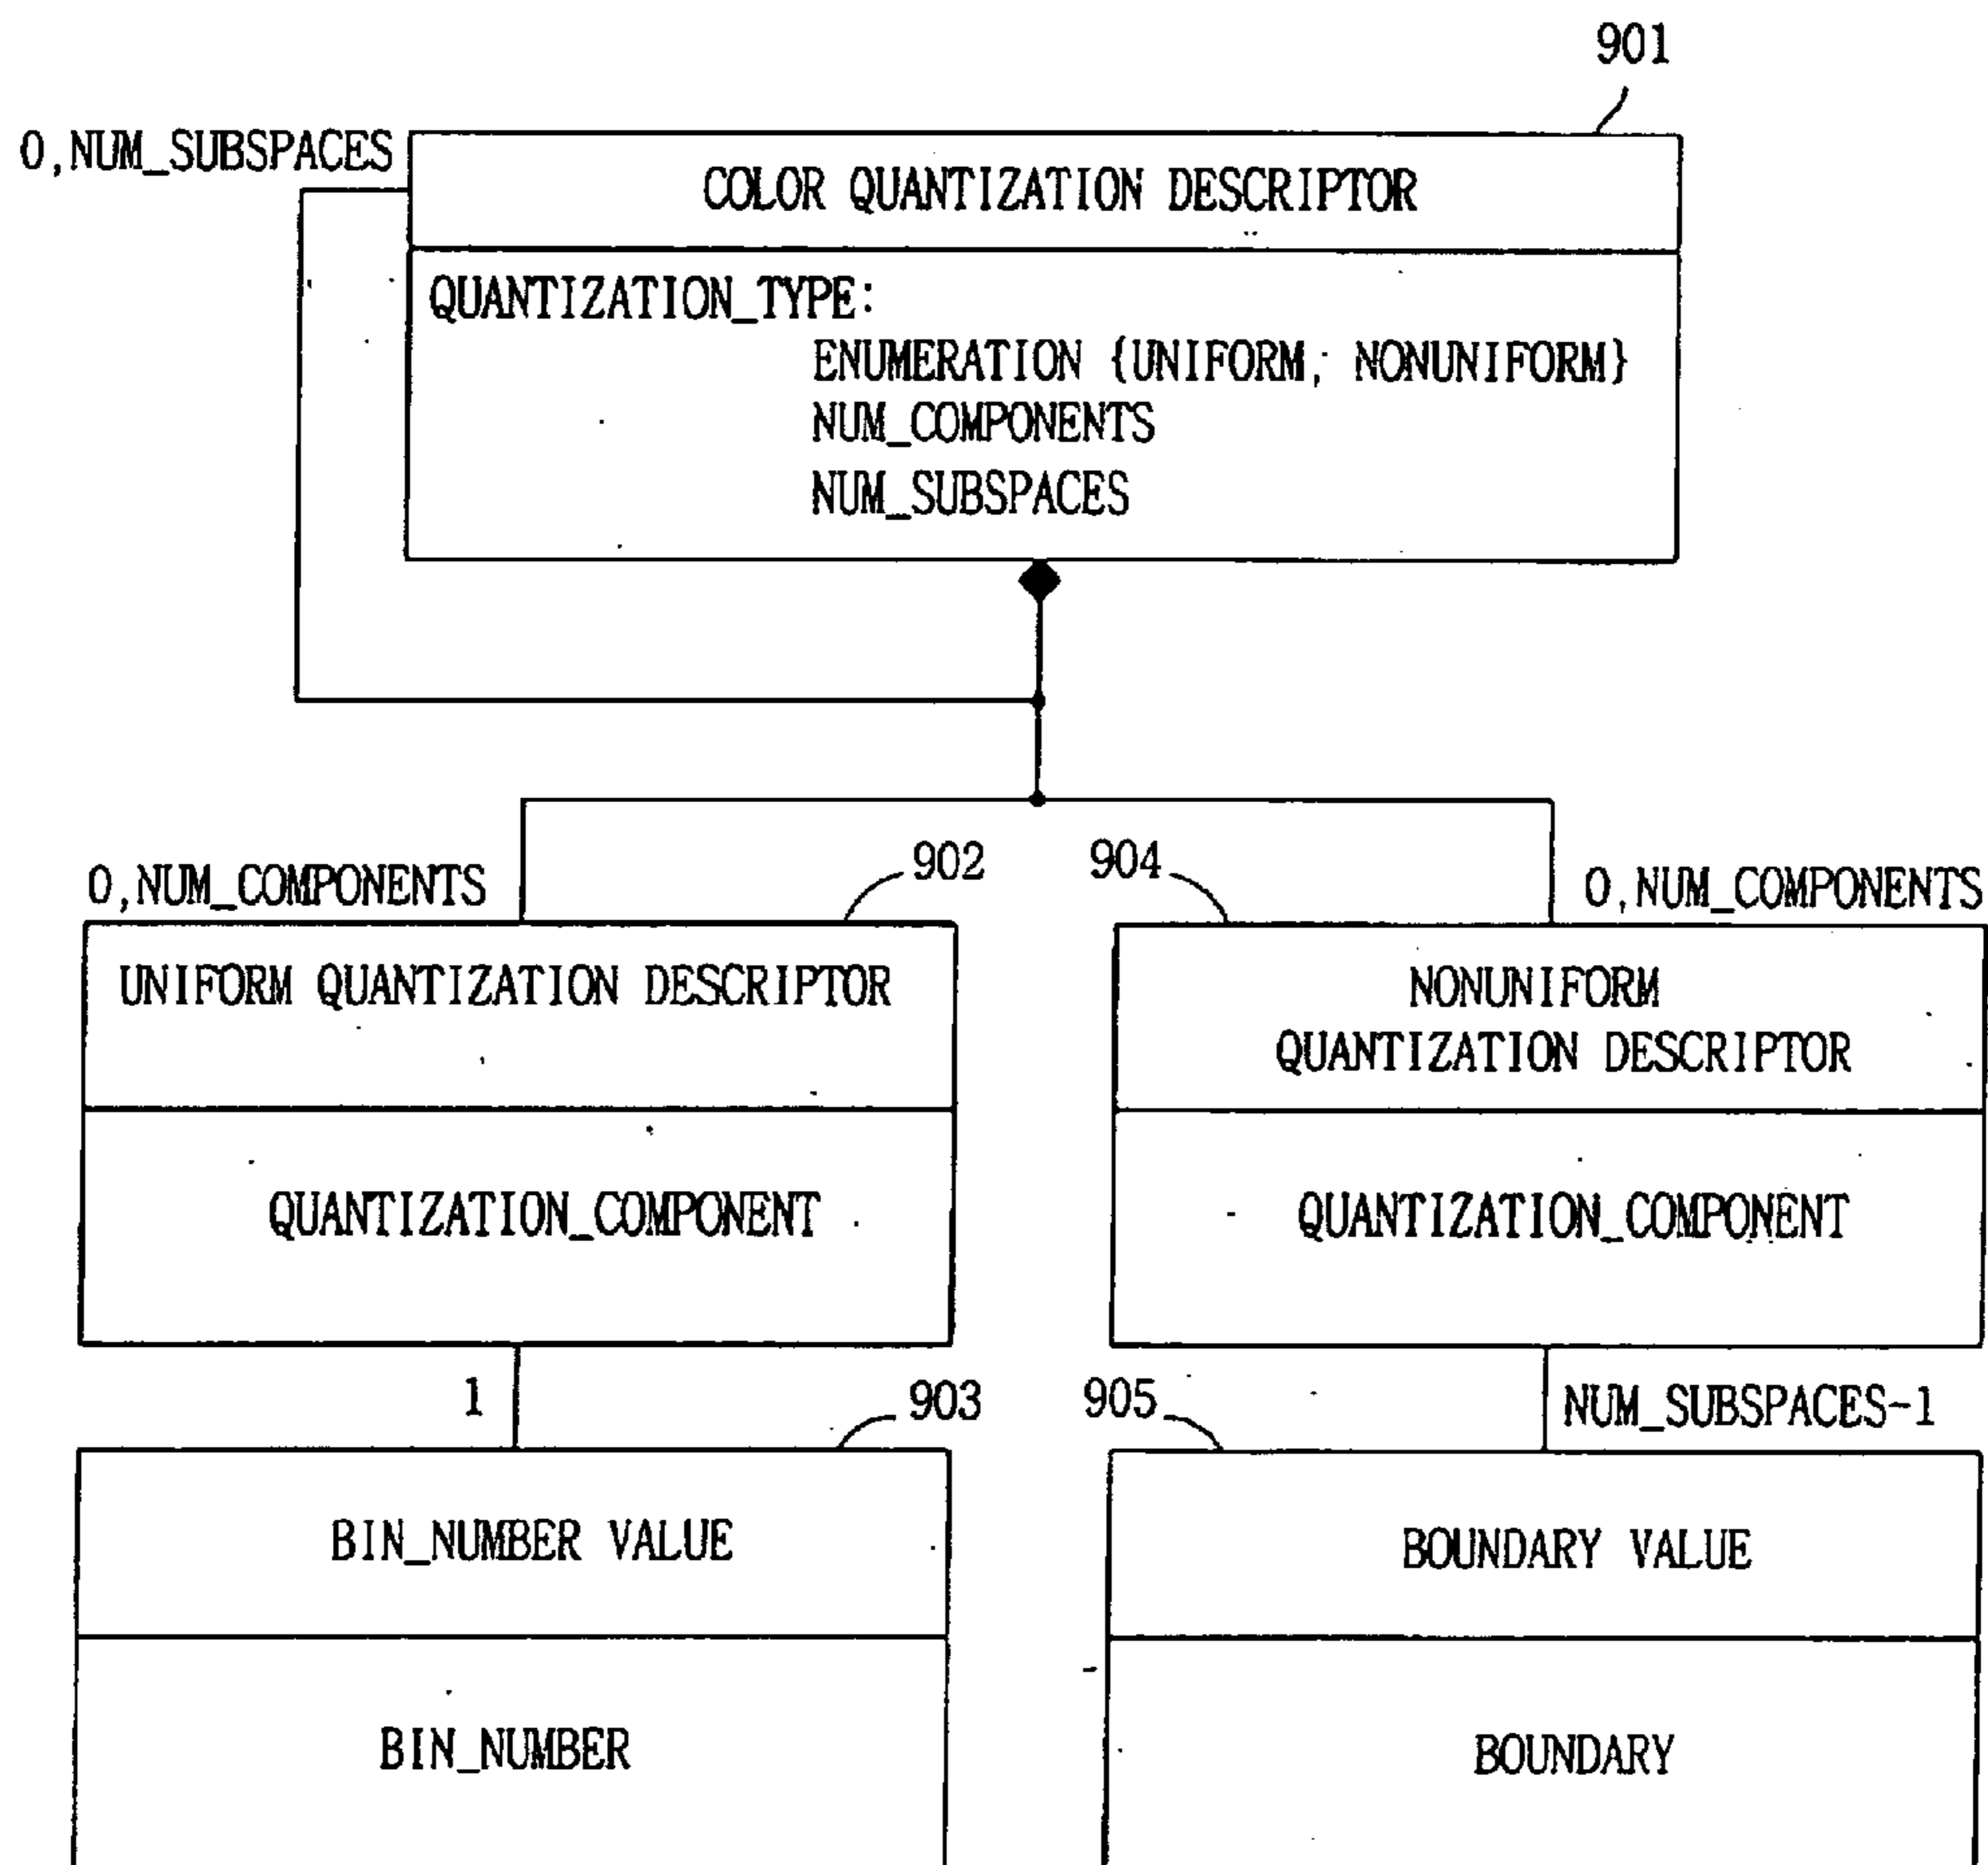 901
0,NUM_SUBSPACES
COLOR QUANTIZATION DESCRIPTOR
QUANTIZATION_TYPE:
ENUMERATION {UNIFORM; NONUNIFORM}
NUM_COMPONENTS
NUM_SUBSPACES
0,NUM_COMPONENTS
902
904
0,NUM_COMPONENTS
UNIFORM QUANTIZATION DESCRIPTOR
NONUNIFORM
QUANTIZATION DESCRIPTOR
QUANTIZATION_COMPONENT
QUANTIZATION_COMPONENT
1
903
905
NUM_SUBSPACES-1
BIN_NUMBER VALUE
BOUNDARY VALUE
BIN_NUMBER
BOUNDARY